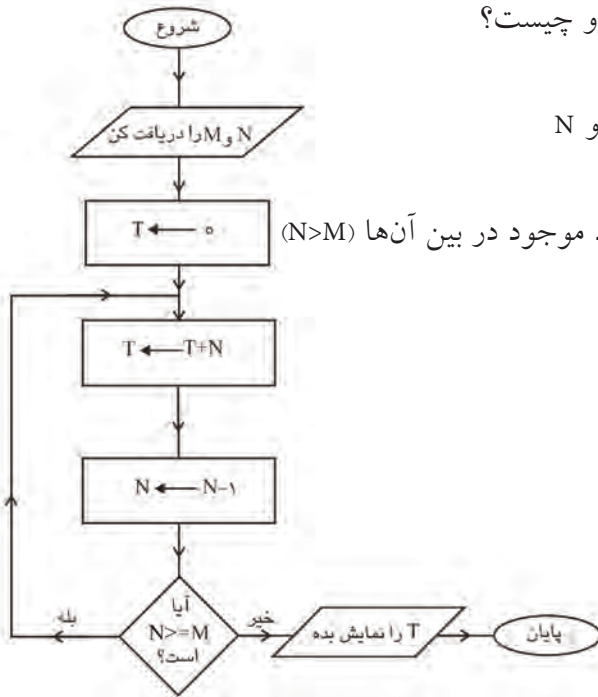 و چیست؟
شروع
N و M را دریافت کن
و N
T ← ۰
موجود در بین آن‌ها (N>M)
T ← T+N
N ← N-۱
آیا
N>=M
است؟
بله
خیر
T را نمایش بده
پایان